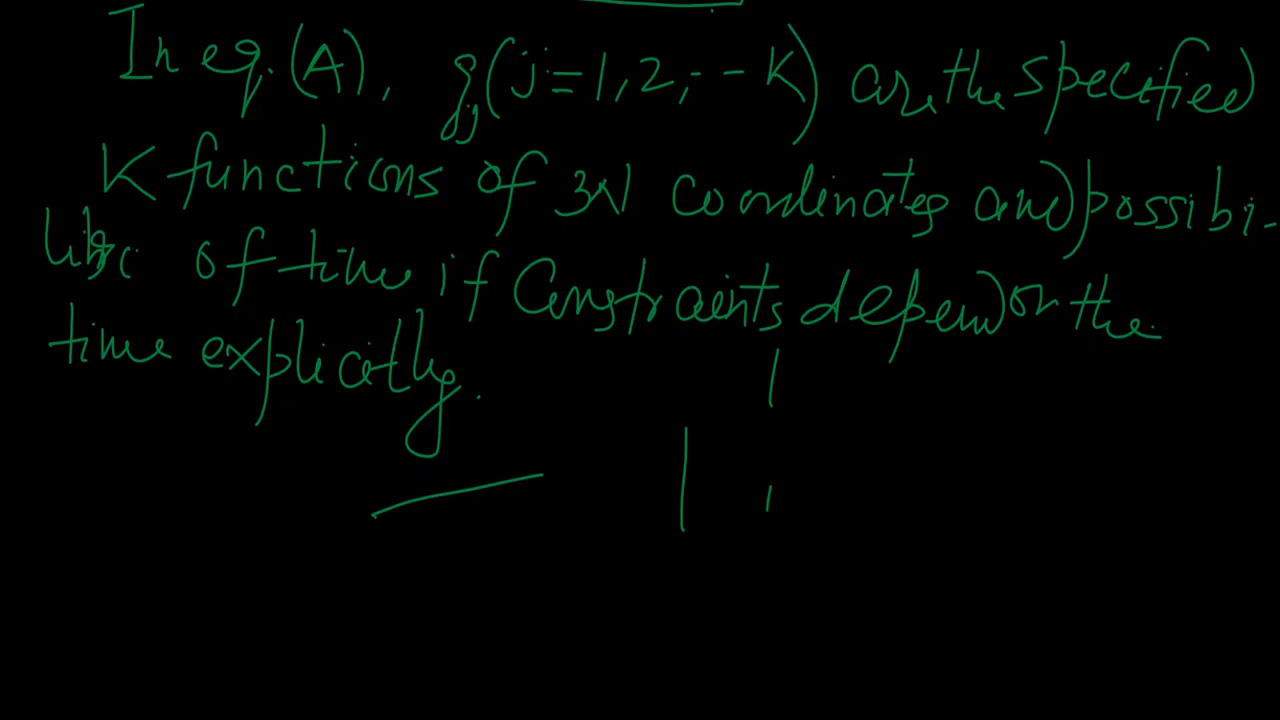 In eq.(A), gj(j=1,2,--K) are the specified
K functions of 3N coordinates and possibi-
of time if Constraints depend on the
time explicitly.